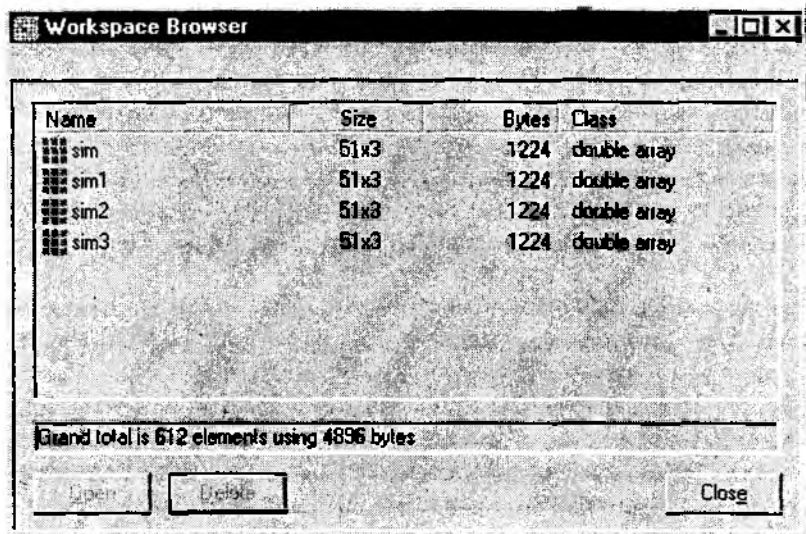 Workspace Browser
Name Size Bytes Class
sim 51x3 1224 double array
sim1 51x3 1224 double array
sim2 51x3 1224 double array
sim3 51x3 1224 double array
Grand total is 612 elements using 4896 bytes
Open Delete Close